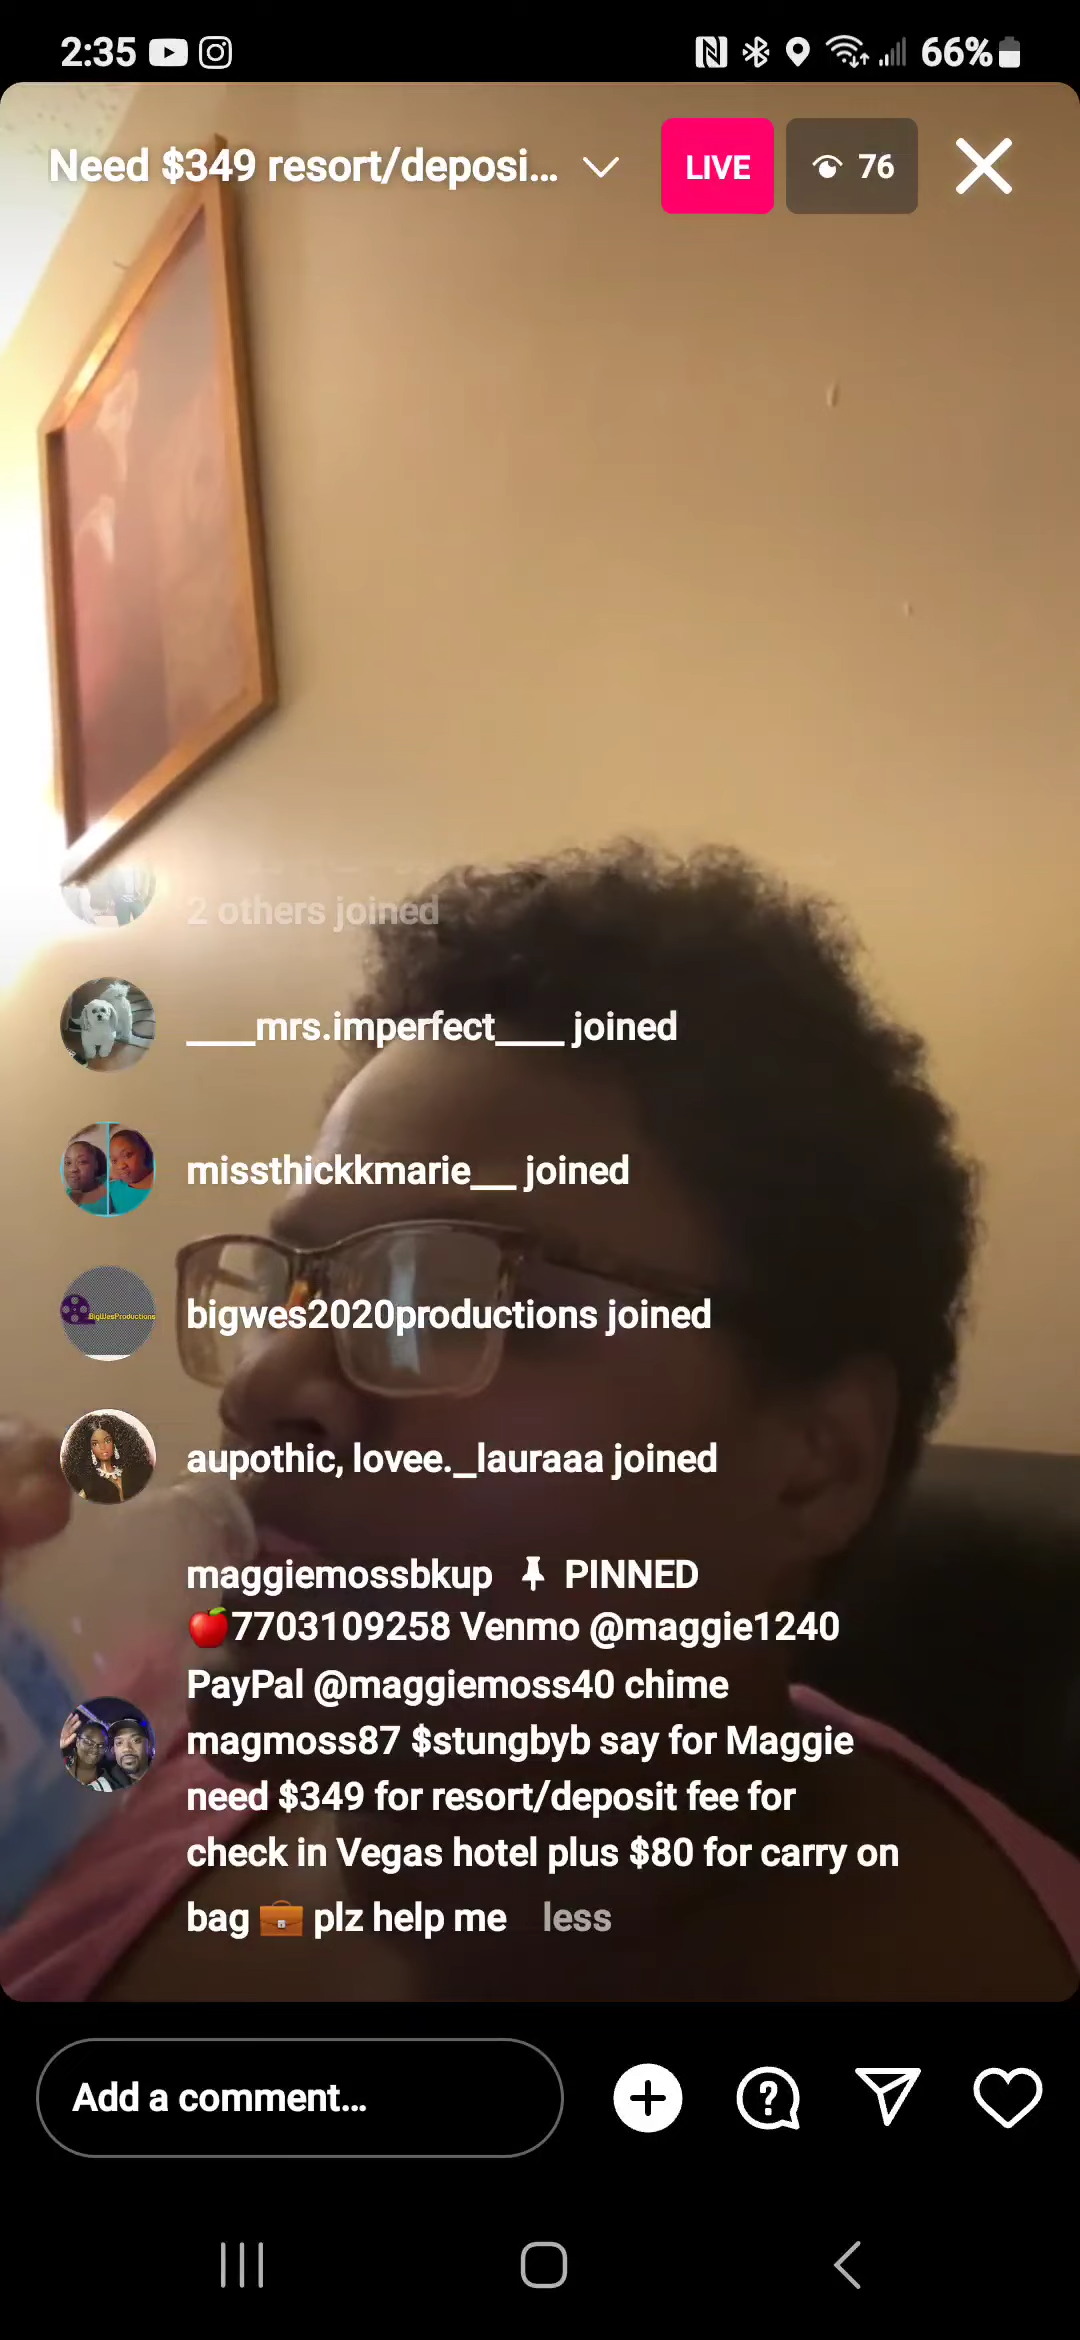 2:35 66%
Need $349 resort/deposi... LIVE 76
2 others joined
____mrs.imperfect____ joined
missthickkmarie__ joined
BigWesProductions
bigwes2020productions joined
aupothic, lovee._lauraaa joined
maggiemossbkup PINNED
🍎7703109258 Venmo @maggie1240
PayPal @maggiemoss40 chime
magmoss87 $stungbyb say for Maggie
need $349 for resort/deposit fee for
check in Vegas hotel plus $80 for carry on
bag 💼 plz help me less
Add a comment...